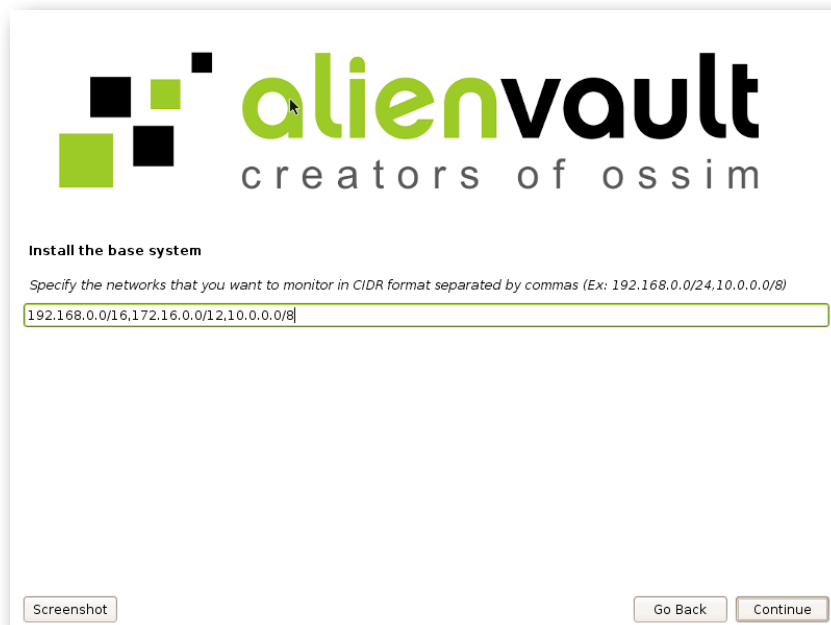 alienvault
creators of ossim
Install the base system
Specify the networks that you want to monitor in CIDR format separated by commas (Ex: 192.168.0.0/24,10.0.0.0/8)
192.168.0.0/16,172.16.0.0/12,10.0.0.0/8
Screenshot
Go Back
Continue